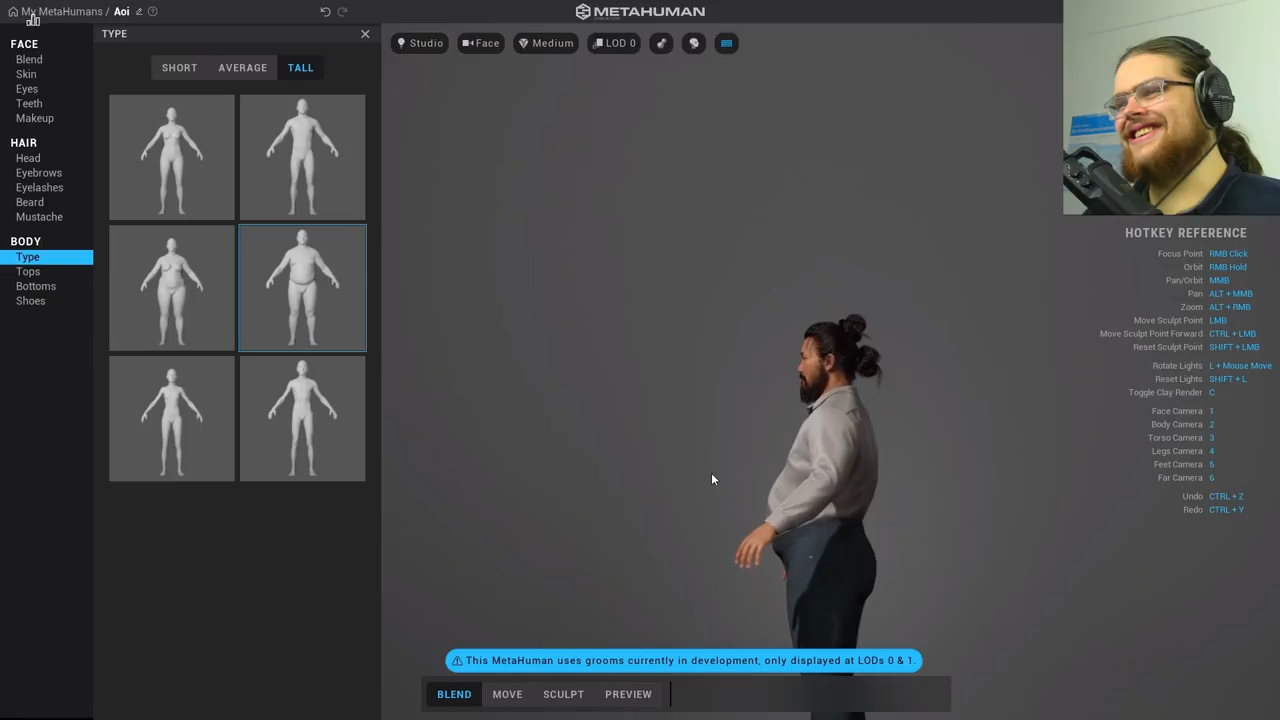 My MetaHumans / Aoi
METAHUMAN
FACE
Blend
Skin
Eyes
Teeth
Makeup
HAIR
Head
Eyebrows
Eyelashes
Beard
Mustache
BODY
Type
Tops
Bottoms
Shoes
TYPE
SHORT AVERAGE TALL
Studio Face Medium LOD 0
HOTKEY REFERENCE
Focus Point RMB Click
Orbit RMB Hold
Pan/Orbit MMB
Pan ALT + MMB
Zoom ALT + RMB
Move Sculpt Point LMB
Move Sculpt Point Forward CTRL + LMB
Reset Sculpt Point SHIFT + LMB
Rotate Lights L + Mouse Move
Reset Lights SHIFT + L
Toggle Clay Render C
Face Camera 1
Body Camera 2
Torso Camera 3
Legs Camera 4
Feet Camera 5
Far Camera 6
Undo CTRL + Z
Redo CTRL + Y
This MetaHuman uses grooms currently in development, only displayed at LODs 0 & 1.
BLEND MOVE SCULPT PREVIEW